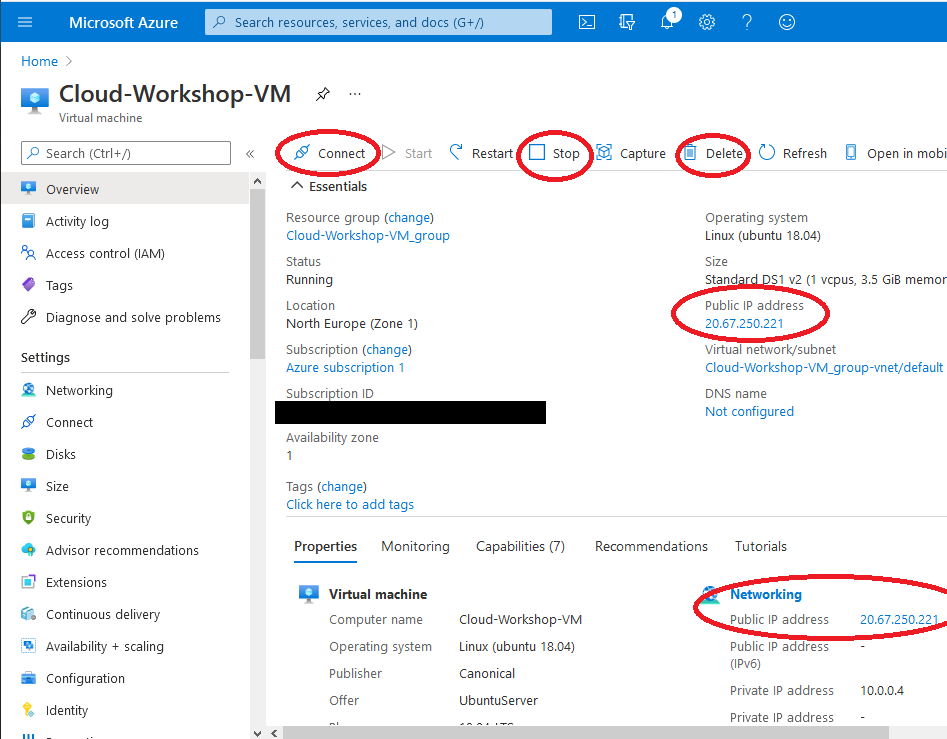 Microsoft Azure
Search resources, services, and docs (G+/)
1
?
Home >
Cloud-Workshop-VM
...
Virtual machine
Search (Ctrl+/)
«
Connect
Start
Restart
Stop
Capture
Delete
Refresh
Open in mobi
Overview
Activity log
Access control (IAM)
Tags
Diagnose and solve problems
Settings
Networking
Connect
Disks
Size
Security
Advisor recommendations
Extensions
Continuous delivery
Availability + scaling
Configuration
Identity
Essentials
Resource group (change)
Cloud-Workshop-VM_group
Status
Running
Location
North Europe (Zone 1)
Subscription (change)
Azure subscription 1
Subscription ID
Availability zone
1
Tags (change)
Click here to add tags
Operating system
Linux (ubuntu 18.04)
Size
Standard DS1 v2 (1 vcpus, 3.5 GiB memor
Public IP address
20.67.250.221
Virtual network/subnet
Cloud-Workshop-VM_group-vnet/default
DNS name
Not configured
Properties
Monitoring
Capabilities (7)
Recommendations
Tutorials
Virtual machine
Computer name Cloud-Workshop-VM
Operating system Linux (ubuntu 18.04)
Publisher Canonical
Offer UbuntuServer
Networking
Public IP address 20.67.250.221
Public IP address -
(IPv6)
Private IP address 10.0.0.4
Private IP address -